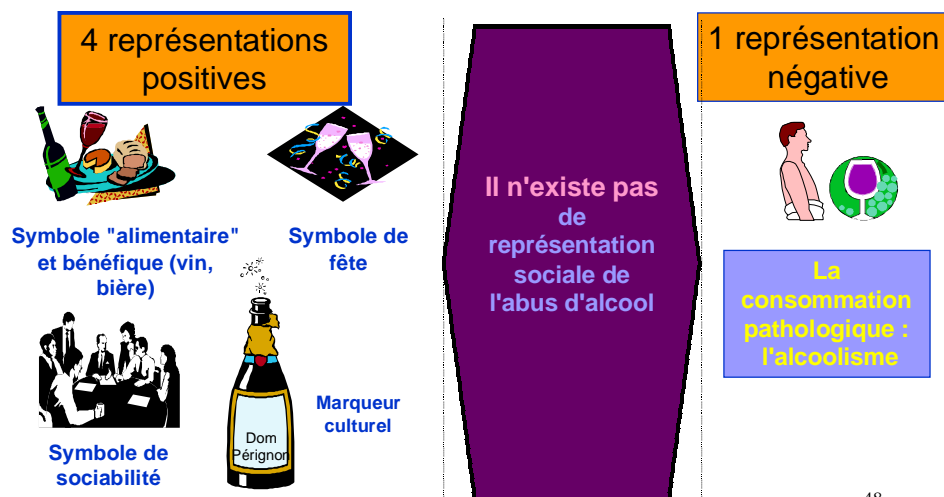 4 représentations
positives
Symbole "alimentaire"
et bénéfique (vin,
bière)
Symbole de
fête
Symbole de
sociabilité
Dom
Pérignon
Marqueur
culturel
Il n'existe pas
de
représentation
sociale de
l'abus d'alcool
1 représentation
négative
La
consommation
pathologique :
l'alcoolisme
48